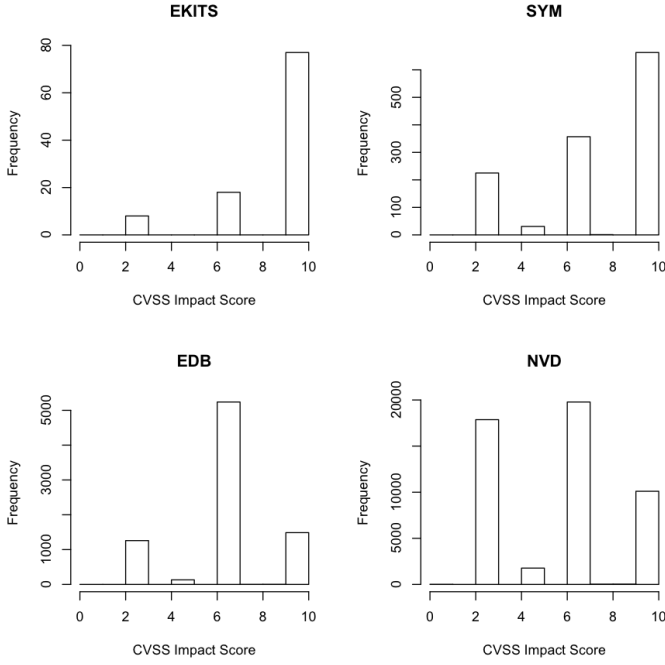 EKITS
Frequency
0 20 40 60 80
0 2 4 6 8 10
CVSS Impact Score
SYM
Frequency
0 100 300 500
0 2 4 6 8 10
CVSS Impact Score
EDB
Frequency
0 1000 3000 5000
0 2 4 6 8 10
CVSS Impact Score
NVD
Frequency
0 5000 10000 20000
0 2 4 6 8 10
CVSS Impact Score